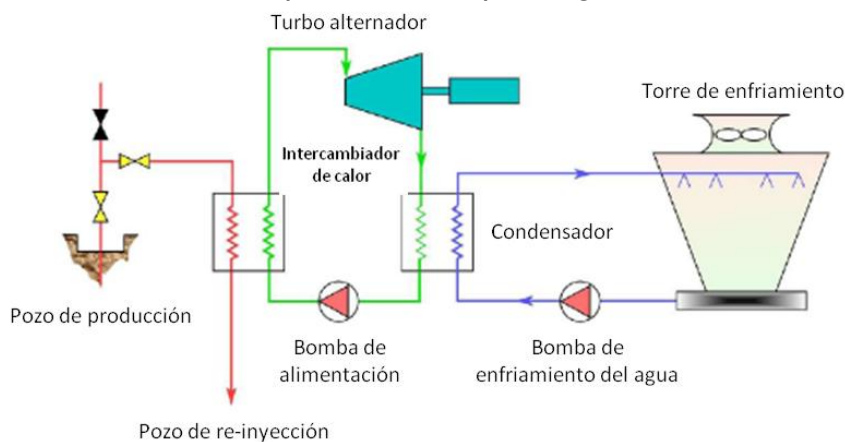 Turbo alternador
Torre de enfriamiento
Intercambiador
de calor
Condensador
Pozo de producción
Bomba de
alimentación
Bomba de
enfriamiento del agua
Pozo de re-inyección